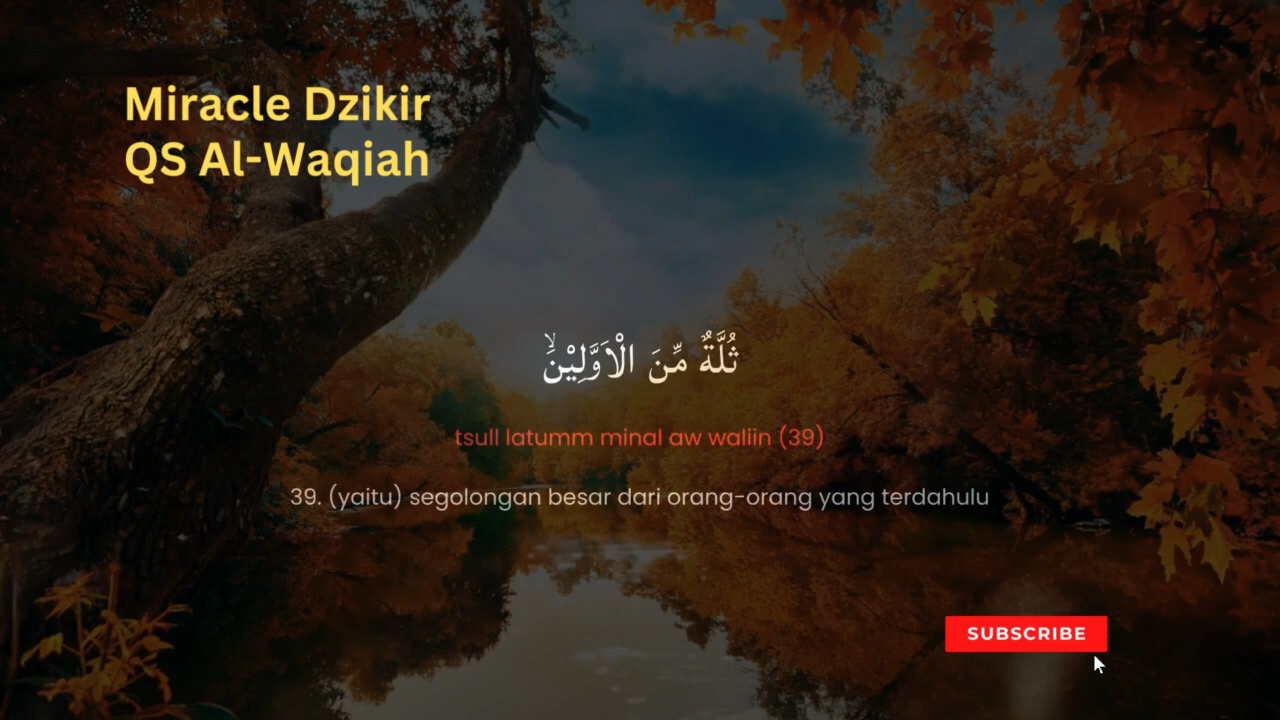 Miracle Dzikir
QS Al-Waqiah
ثُلَّةٌ مِّنَ الْاَوَّلِيْنَۙ
tsull latumm minal aw waliin (39)
39. (yaitu) segolongan besar dari orang-orang yang terdahulu
SUBSCRIBE